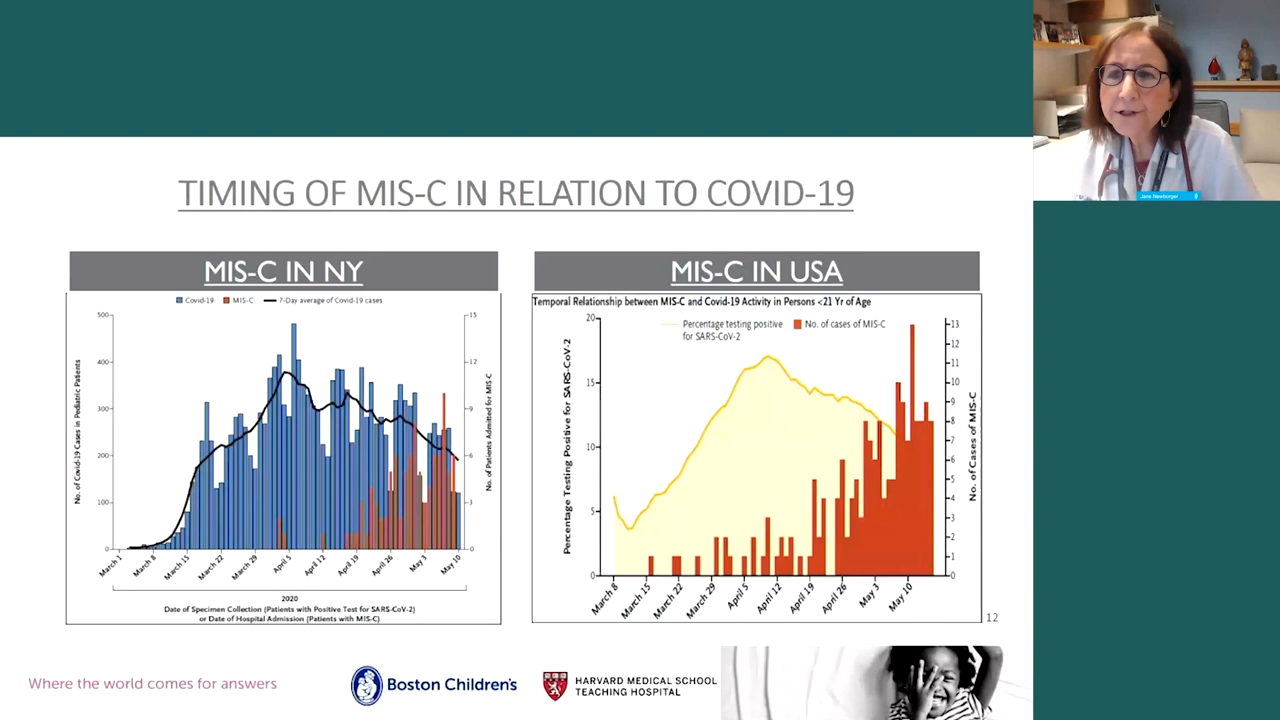 Jane Newburger
TIMING OF MIS-C IN RELATION TO COVID-19
MIS-C IN NY
Covid-19 MIS-C 7-Day average of Covid-19 cases
500
400
300
200
100
0
No. of Covid-19 Cases in Pediatric Patients
15
12
9
6
3
0
No. of Patients Admitted for MIS-C
March 1 March 8 March 15 March 22 March 29 April 5 April 12 April 19 April 26 May 3 May 10
2020
Date of Specimen Collection (Patients with Positive Test for SARS-CoV-2)
or Date of Hospital Admission (Patients with MIS-C)
MIS-C IN USA
Temporal Relationship between MIS-C and Covid-19 Activity in Persons <21 Yr of Age
Percentage testing positive
for SARS-CoV-2
No. of cases of MIS-C
20
15
10
5
0
Percentage Testing Positive for SARS-CoV-2
13
12
11
10
9
8
7
6
5
4
3
2
1
0
No. of Cases of MIS-C
March 8 March 15 March 22 March 29 April 5 April 12 April 19 April 26 May 3 May 10
12
Where the world comes for answers
Boston Children's
HARVARD MEDICAL SCHOOL
TEACHING HOSPITAL